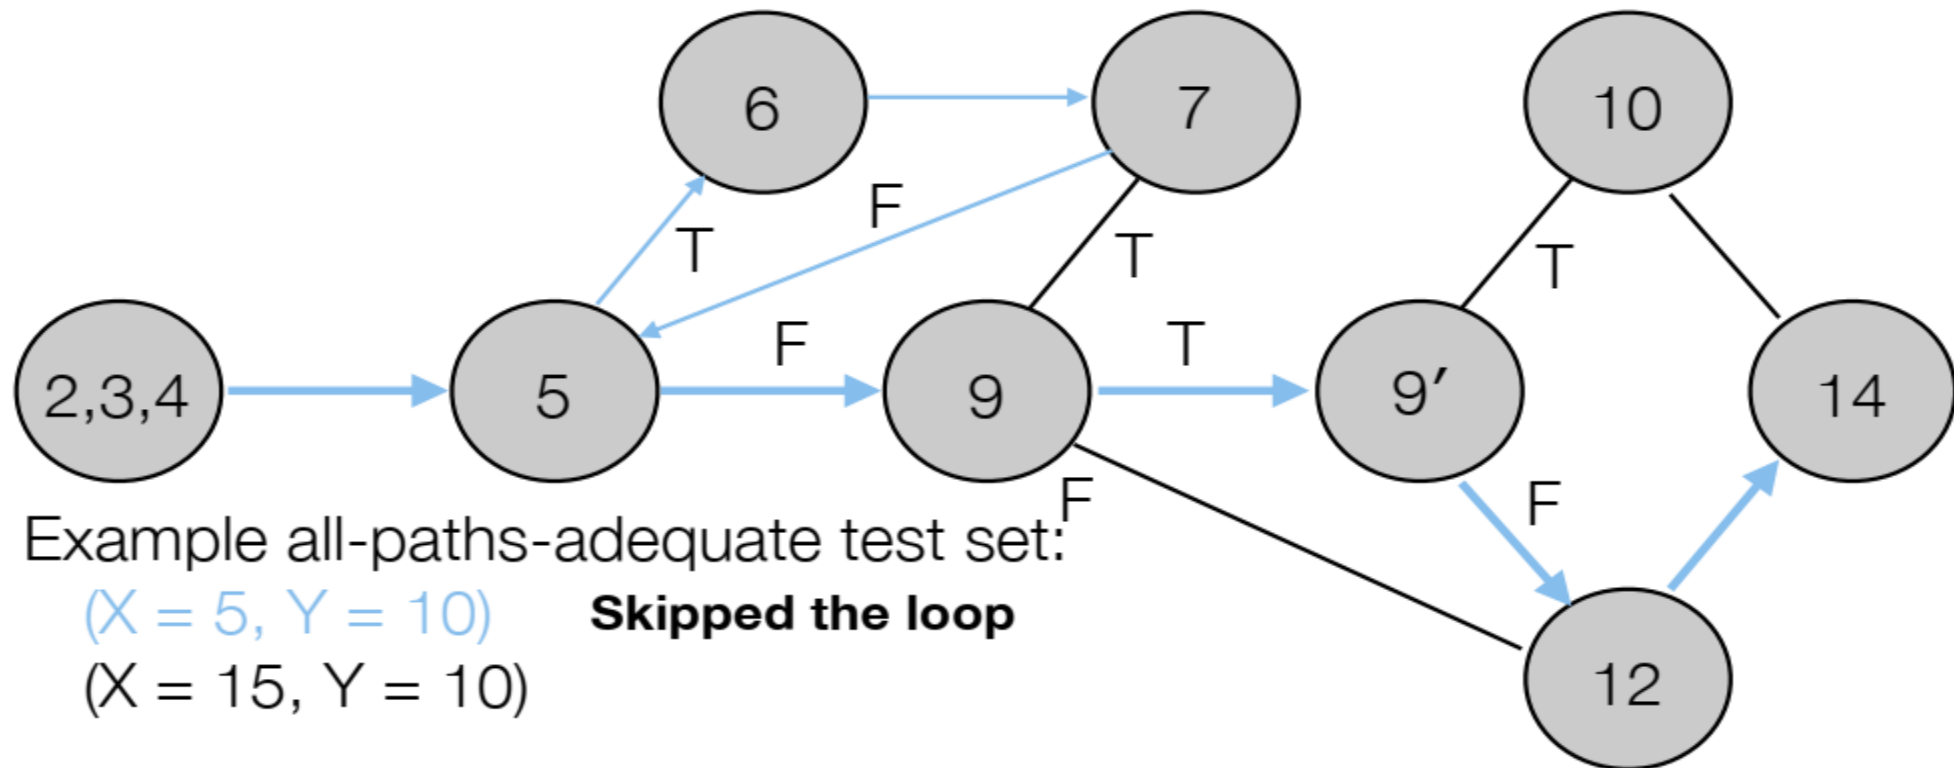 6
7
10
T
F
T
T
2,3,4
5
F
9
T
9′
14
F
F
Example all-paths-adequate test set:
(X = 5, Y = 10) Skipped the loop
(X = 15, Y = 10)
12